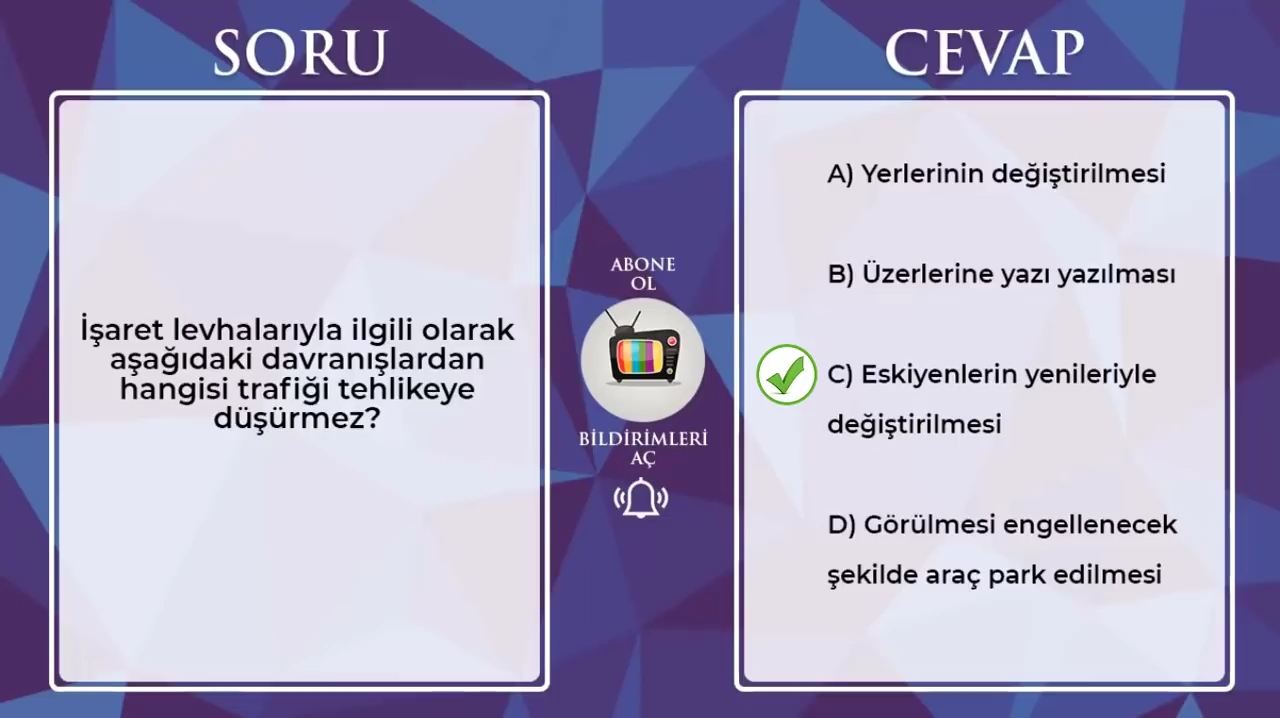 SORU
İşaret levhalarıyla ilgili olarak
aşağıdaki davranışlardan
hangisi trafiği tehlikeye
düşürmez?
ABONE
OL
BİLDİRİMLERİ
AÇ
CEVAP
A) Yerlerinin değiştirilmesi
B) Üzerlerine yazı yazılması
C) Eskiyenlerin yenileriyle
değiştirilmesi
D) Görülmesi engellenecek
şekilde araç park edilmesi